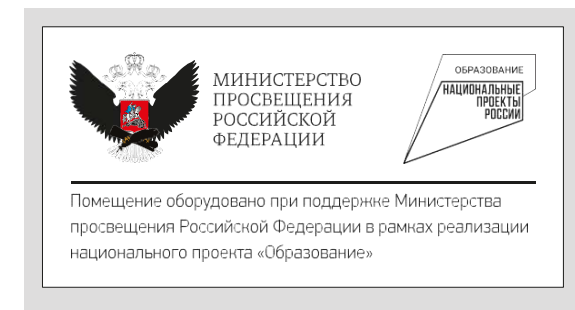 МИНИСТЕРСТВО
ПРОСВЕЩЕНИЯ
РОССИЙСКОЙ
ФЕДЕРАЦИИ
ОБРАЗОВАНИЕ
НАЦИОНАЛЬНЫЕ
ПРОЕКТЫ
РОССИИ
Помещение оборудовано при поддержке Министерства
просвещения Российской Федерации в рамках реализации
национального проекта «Образование»